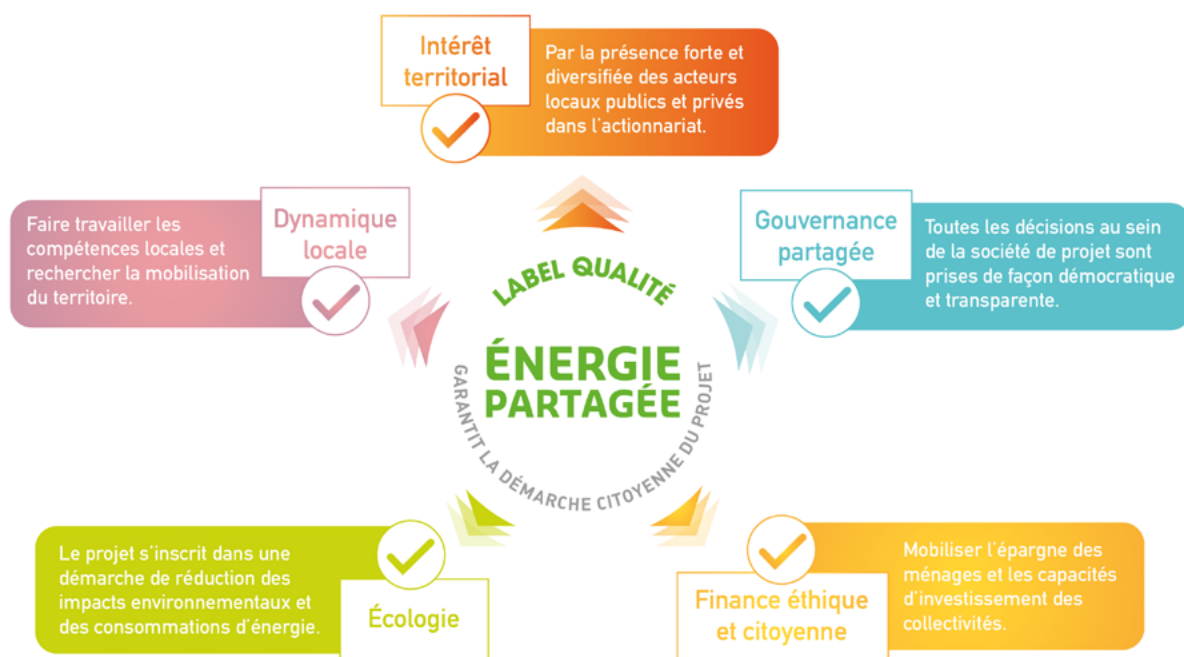 Intérêt
territorial
Par la présence forte et
diversifiée des acteurs
locaux publics et privés
dans l'actionnariat.
Dynamique
locale
Faire travailler les
compétences locales et
rechercher la mobilisation
du territoire.
Gouvernance
partagée
Toutes les décisions au sein
de la société de projet sont
prises de façon démocratique
et transparente.
LABEL QUALITÉ
ÉNERGIE
PARTAGÉE
GARANTIT LA DÉMARCHE CITOYENNE DU PROJET
Le projet s'inscrit dans une
démarche de réduction des
impacts environnementaux et
des consommations d'énergie.
Écologie
Finance éthique
et citoyenne
Mobiliser l'épargne des
ménages et les capacités
d'investissement des
collectivités.